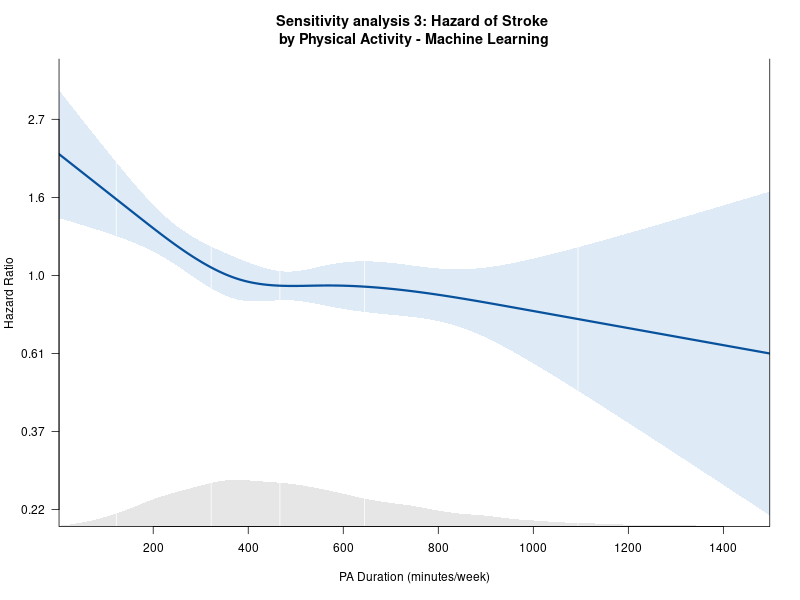 Sensitivity analysis 3: Hazard of Stroke
by Physical Activity - Machine Learning
Hazard Ratio
2.7
1.6
1.0
0.61
0.37
0.22
200 400 600 800 1000 1200 1400
PA Duration (minutes/week)